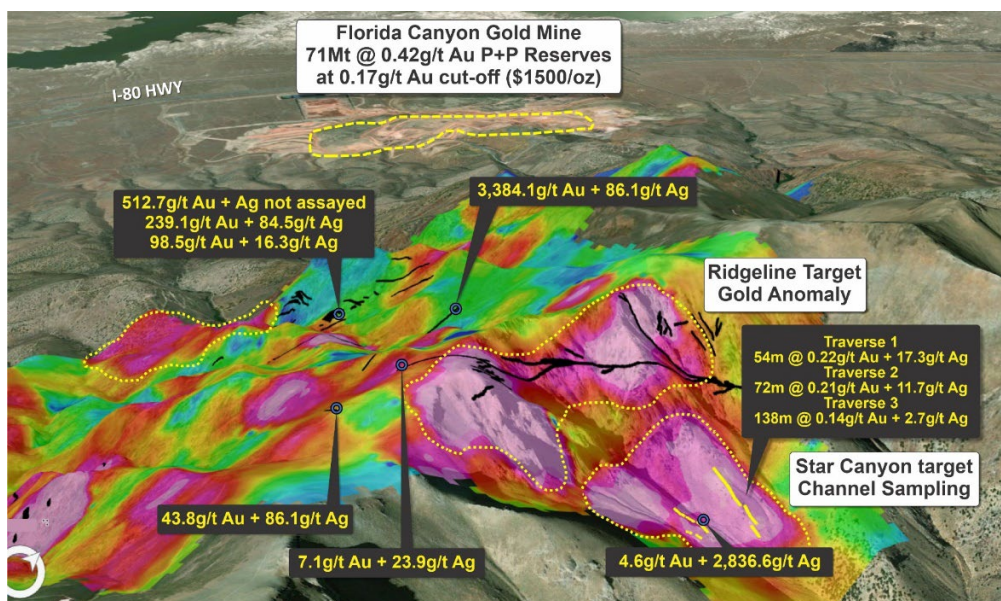 Florida Canyon Gold Mine
71Mt @ 0.42g/t Au P+P Reserves
at 0.17g/t Au cut-off ($1500/oz)
I-80 HWY
512.7g/t Au + Ag not assayed
239.1g/t Au + 84.5g/t Ag
98.5g/t Au + 16.3g/t Ag
3,384.1g/t Au + 86.1g/t Ag
Ridgeline Target
Gold Anomaly
Traverse 1
54m @ 0.22g/t Au + 17.3g/t Ag
Traverse 2
72m @ 0.21g/t Au + 11.7g/t Ag
Traverse 3
138m @ 0.14g/t Au + 2.7g/t Ag
Star Canyon target
Channel Sampling
43.8g/t Au + 86.1g/t Ag
7.1g/t Au + 23.9g/t Ag
4.6g/t Au + 2,836.6g/t Ag